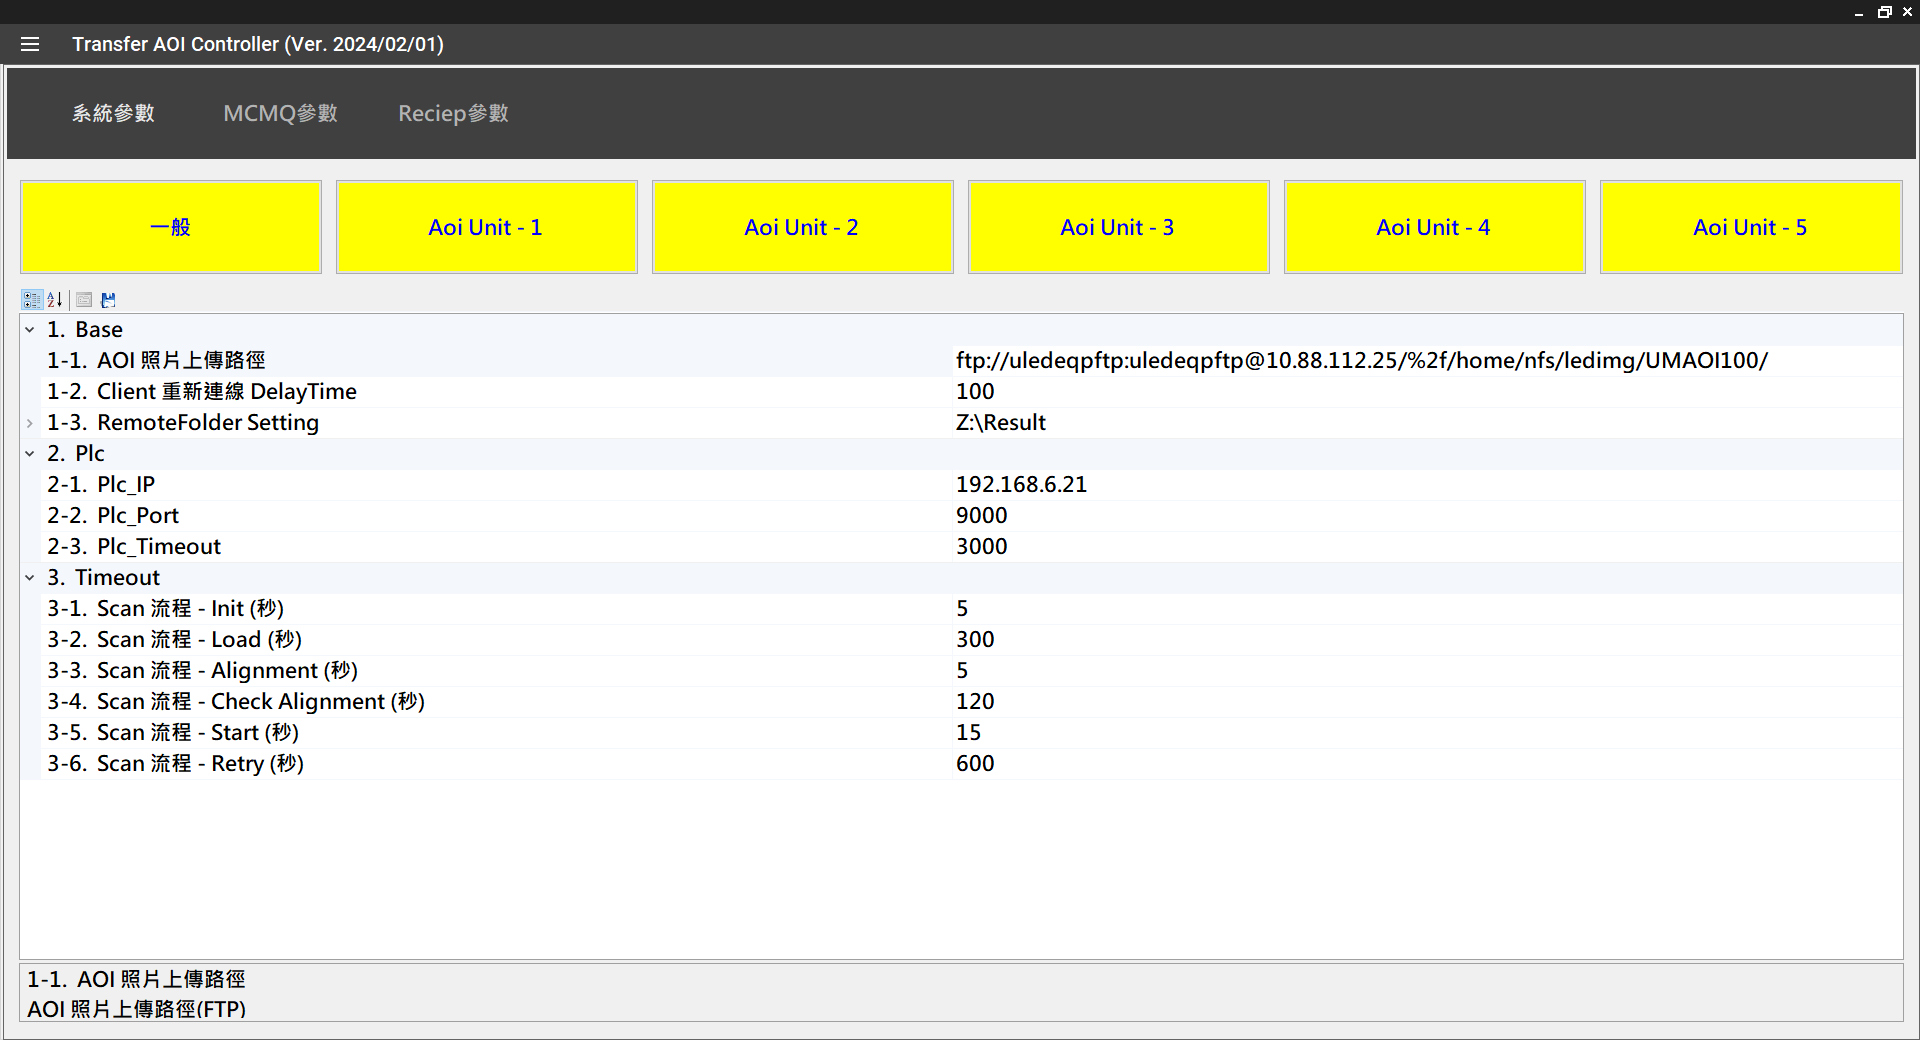 Transfer AOI Controller (Ver. 2024/02/01)
系統參數 MCMQ參數 Reciep參數
一般 Aoi Unit - 1 Aoi Unit - 2 Aoi Unit - 3 Aoi Unit - 4 Aoi Unit - 5
1. Base
1-1. AOI 照片上傳路徑 ftp://uledeqpftp:uledeqpftp@10.88.112.25/%2f/home/nfs/ledimg/UMAOI100/
1-2. Client 重新連線 DelayTime 100
1-3. RemoteFolder Setting Z:\Result
2. Plc
2-1. Plc_IP 192.168.6.21
2-2. Plc_Port 9000
2-3. Plc_Timeout 3000
3. Timeout
3-1. Scan 流程 - Init (秒) 5
3-2. Scan 流程 - Load (秒) 300
3-3. Scan 流程 - Alignment (秒) 5
3-4. Scan 流程 - Check Alignment (秒) 120
3-5. Scan 流程 - Start (秒) 15
3-6. Scan 流程 - Retry (秒) 600
1-1. AOI 照片上傳路徑
AOI 照片上傳路徑(FTP)